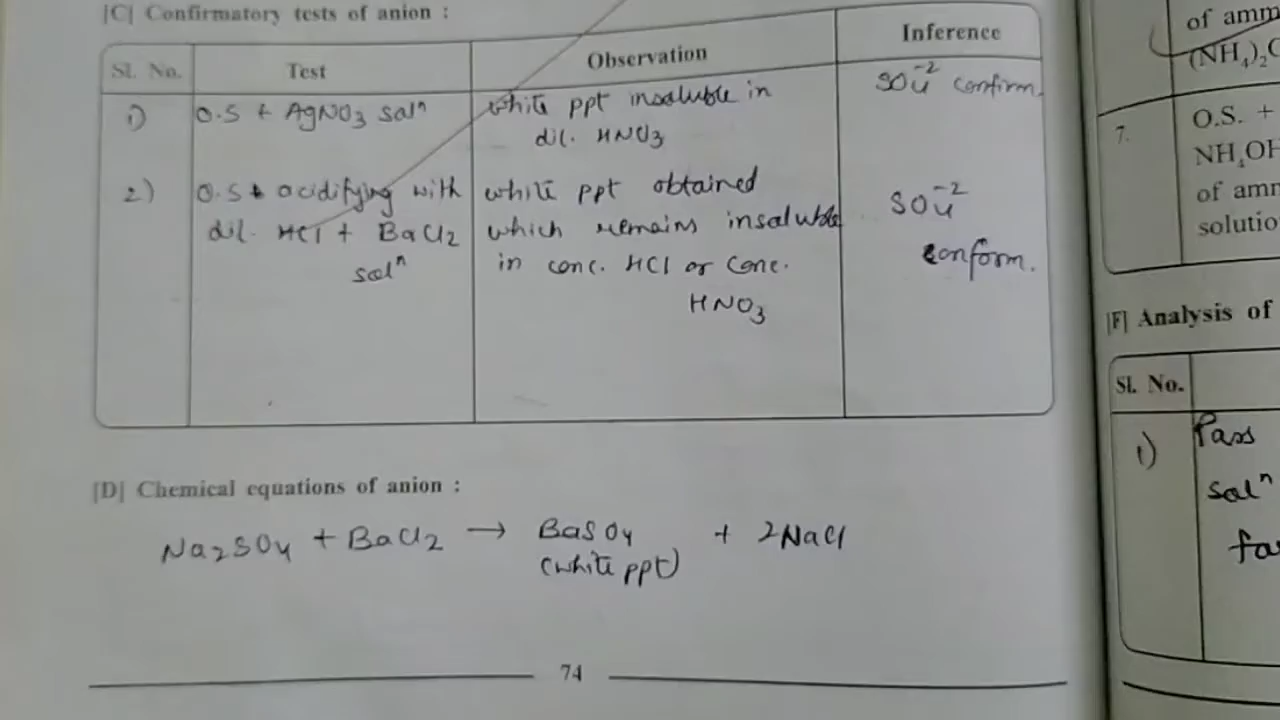 [C] Confirmatory tests of anion :
Sl. No. Test Observation Inference
1) O.S + AgNO3 salⁿ white ppt insoluble in SO4⁻² confirm.
dil. HNO3
2) O.S + acidifying with white ppt obtained SO4⁻²
dil. HCl + BaCl2 which remains insoluble conform.
salⁿ in conc. HCl or Conc.
HNO3
[D] Chemical equations of anion :
Na2SO4 + BaCl2 → BaSO4 + 2NaCl
(white ppt)
74
of amm
(NH4)2C
7. O.S. +
NH4OH
of amm
solutio
[F] Analysis of
Sl. No.
1) Pass
salⁿ
fa